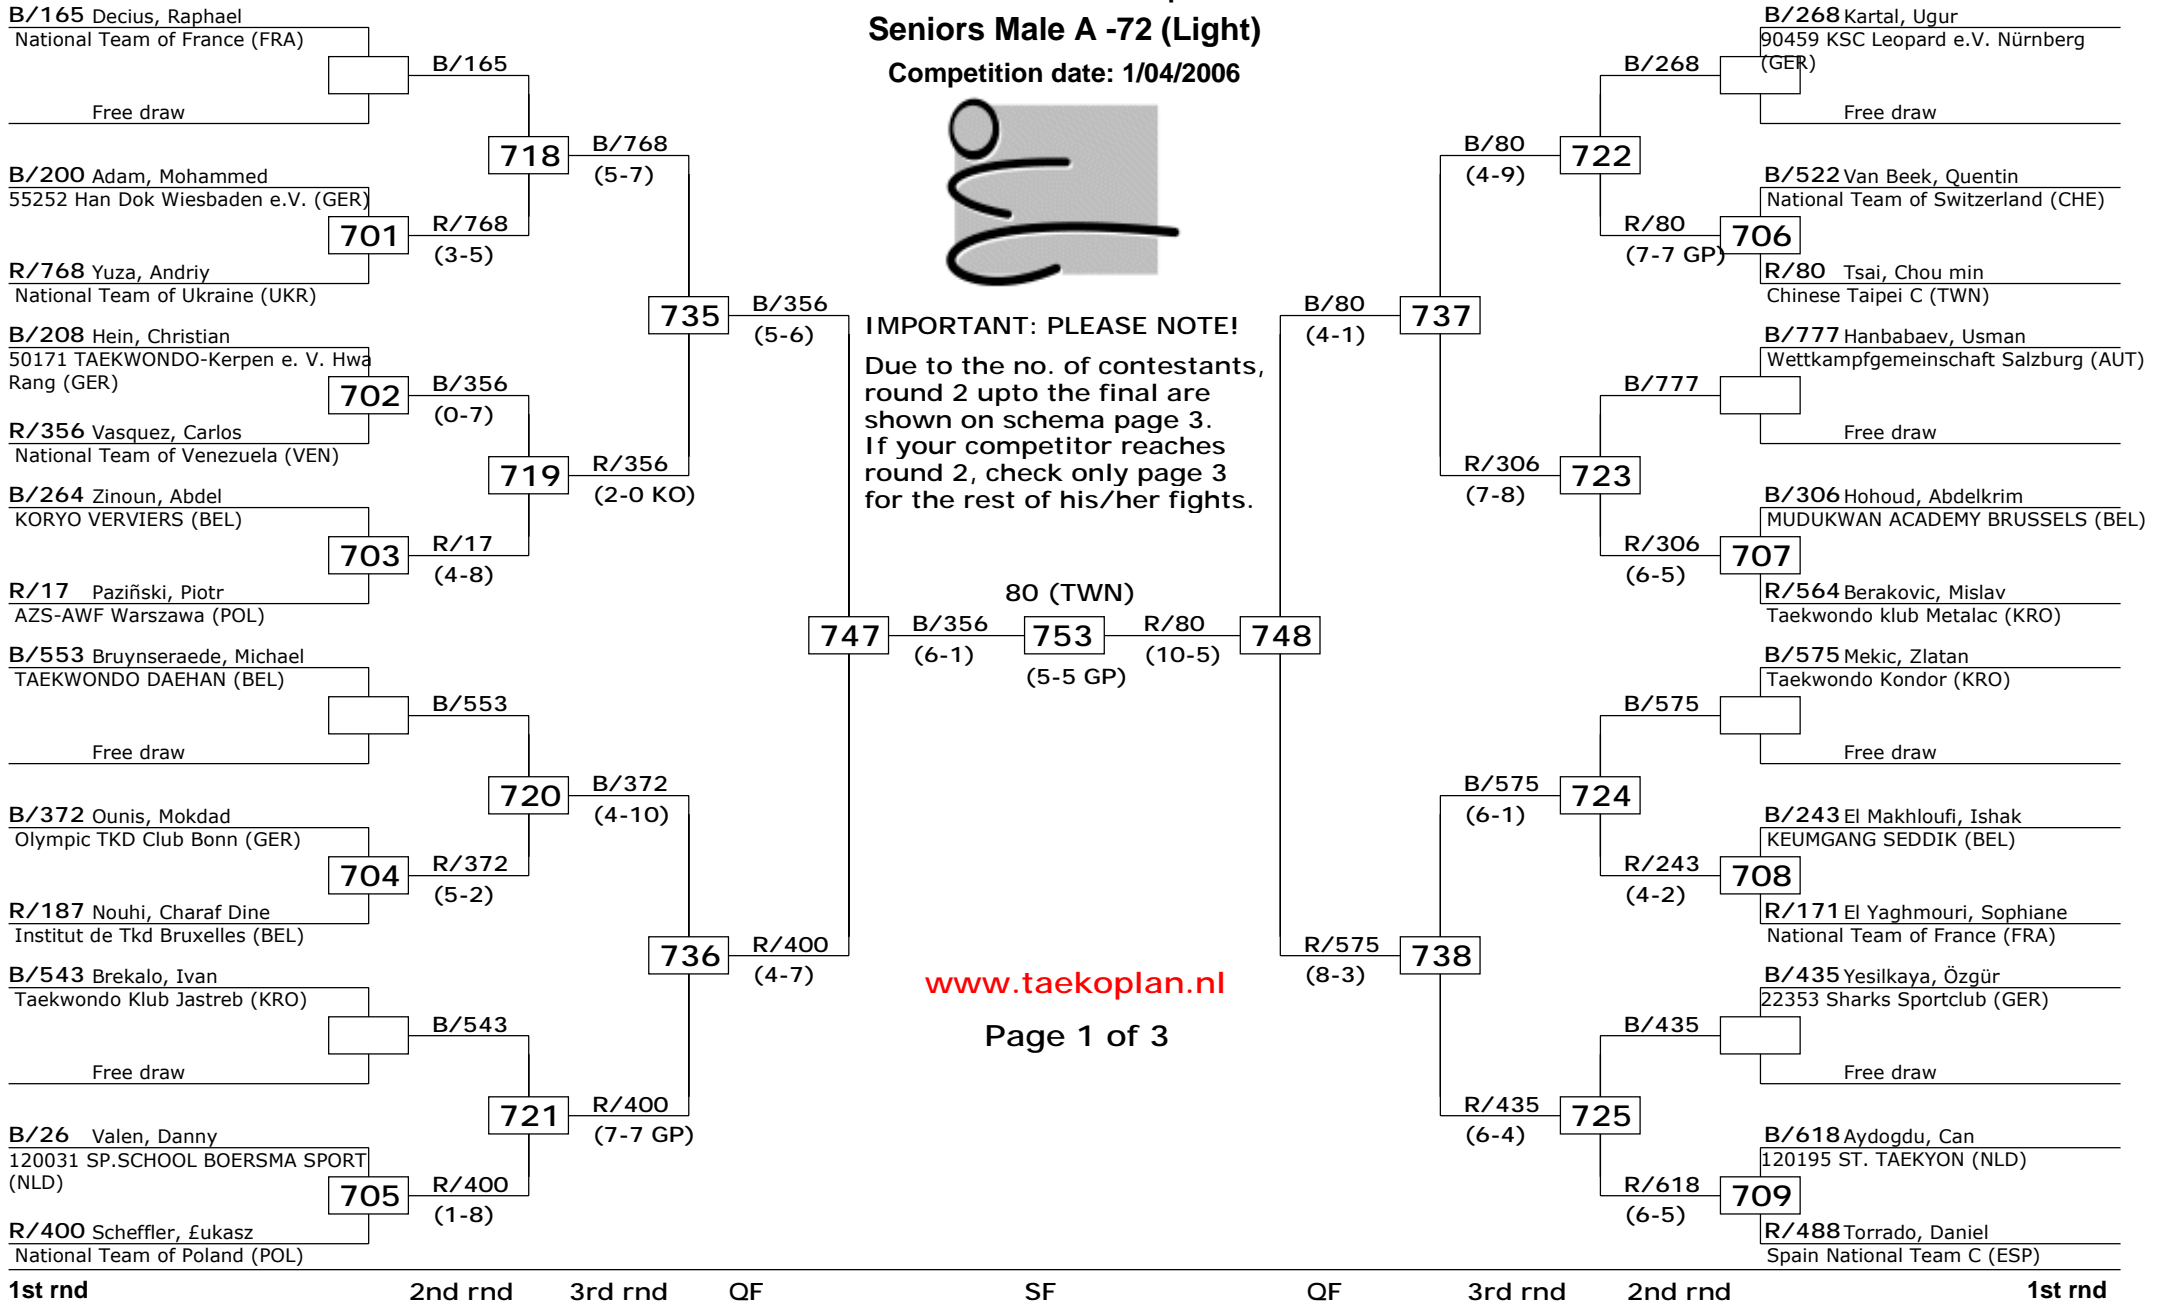 Seniors Male A -72 (Light)
Competition date: 1/04/2006
B/165 Decius, Raphael
National Team of France (FRA)
Free draw
B/200 Adam, Mohammed
55252 Han Dok Wiesbaden e.V. (GER)
R/768 Yuza, Andriy
National Team of Ukraine (UKR)
B/208 Hein, Christian
50171 TAEKWONDO-Kerpen e. V. Hwa
Rang (GER)
R/356 Vasquez, Carlos
National Team of Venezuela (VEN)
B/264 Zinoun, Abdel
KORYO VERVIERS (BEL)
R/17 Paziñski, Piotr
AZS-AWF Warszawa (POL)
B/553 Bruynseraede, Michael
TAEKWONDO DAEHAN (BEL)
Free draw
B/372 Ounis, Mokdad
Olympic TKD Club Bonn (GER)
R/187 Nouhi, Charaf Dine
Institut de Tkd Bruxelles (BEL)
B/543 Brekalo, Ivan
Taekwondo Klub Jastreb (KRO)
Free draw
B/26 Valen, Danny
120031 SP.SCHOOL BOERSMA SPORT
(NLD)
R/400 Scheffler, £ukasz
National Team of Poland (POL)
701
702
703
704
705
B/165
R/768
(3-5)
B/356
(0-7)
R/17
(4-8)
B/553
R/372
(5-2)
B/543
R/400
(1-8)
718
719
720
721
B/768
(5-7)
R/356
(2-0 KO)
B/372
(4-10)
R/400
(7-7 GP)
735
736
B/356
(5-6)
R/400
(4-7)
747
B/356
(6-1)
IMPORTANT: PLEASE NOTE!
Due to the no. of contestants,
round 2 upto the final are
shown on schema page 3.
If your competitor reaches
round 2, check only page 3
for the rest of his/her fights.
80 (TWN)
753
(5-5 GP)
www.taekoplan.nl
Page 1 of 3
R/80
(10-5)
748
B/80
(4-1)
R/575
(8-3)
737
738
B/80
(4-9)
R/306
(7-8)
B/575
(6-1)
R/435
(6-4)
722
723
724
725
B/268
R/80
(7-7 GP)
B/777
R/306
(6-5)
B/575
R/243
(4-2)
B/435
R/618
(6-5)
706
707
708
709
B/268 Kartal, Ugur
90459 KSC Leopard e.V. Nürnberg
(GER)
Free draw
B/522 Van Beek, Quentin
National Team of Switzerland (CHE)
R/80 Tsai, Chou min
Chinese Taipei C (TWN)
B/777 Hanbabaev, Usman
Wettkampfgemeinschaft Salzburg (AUT)
Free draw
B/306 Hohoud, Abdelkrim
MUDUKWAN ACADEMY BRUSSELS (BEL)
R/564 Berakovic, Mislav
Taekwondo klub Metalac (KRO)
B/575 Mekic, Zlatan
Taekwondo Kondor (KRO)
Free draw
B/243 El Makhloufi, Ishak
KEUMGANG SEDDIK (BEL)
R/171 El Yaghmouri, Sophiane
National Team of France (FRA)
B/435 Yesilkaya, Özgür
22353 Sharks Sportclub (GER)
Free draw
B/618 Aydogdu, Can
120195 ST. TAEKYON (NLD)
R/488 Torrado, Daniel
Spain National Team C (ESP)
1st rnd 2nd rnd 3rd rnd QF SF QF 3rd rnd 2nd rnd 1st rnd